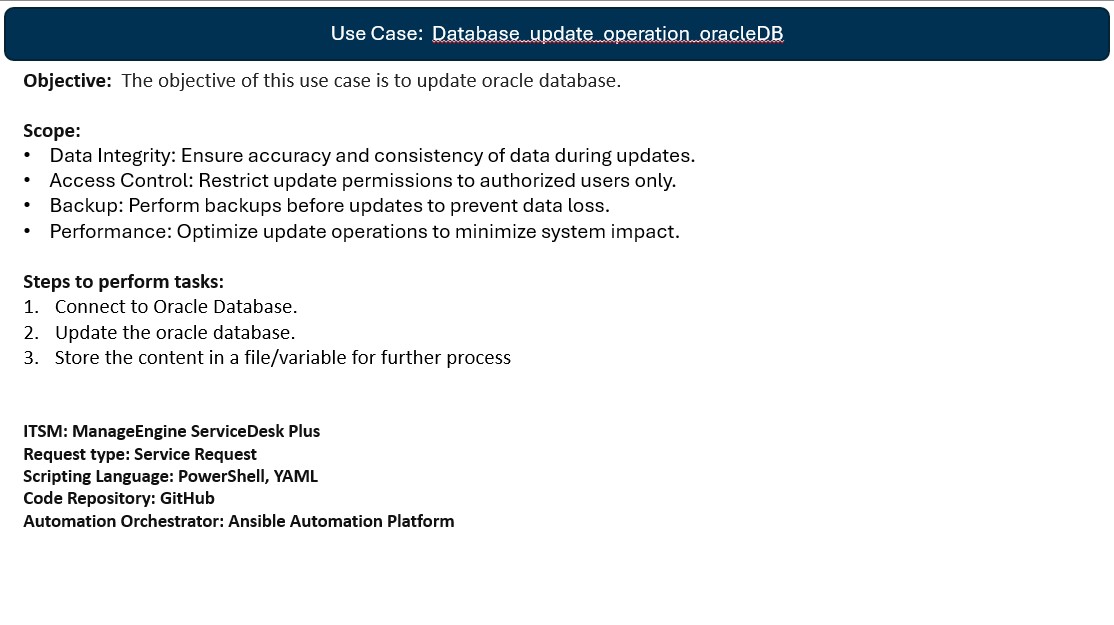 Use Case: Database_update_operation_oracleDB
Objective: The objective of this use case is to update oracle database.
Scope:
• Data Integrity: Ensure accuracy and consistency of data during updates.
• Access Control: Restrict update permissions to authorized users only.
• Backup: Perform backups before updates to prevent data loss.
• Performance: Optimize update operations to minimize system impact.
Steps to perform tasks:
1. Connect to Oracle Database.
2. Update the oracle database.
3. Store the content in a file/variable for further process
ITSM: ManageEngine ServiceDesk Plus
Request type: Service Request
Scripting Language: PowerShell, YAML
Code Repository: GitHub
Automation Orchestrator: Ansible Automation Platform